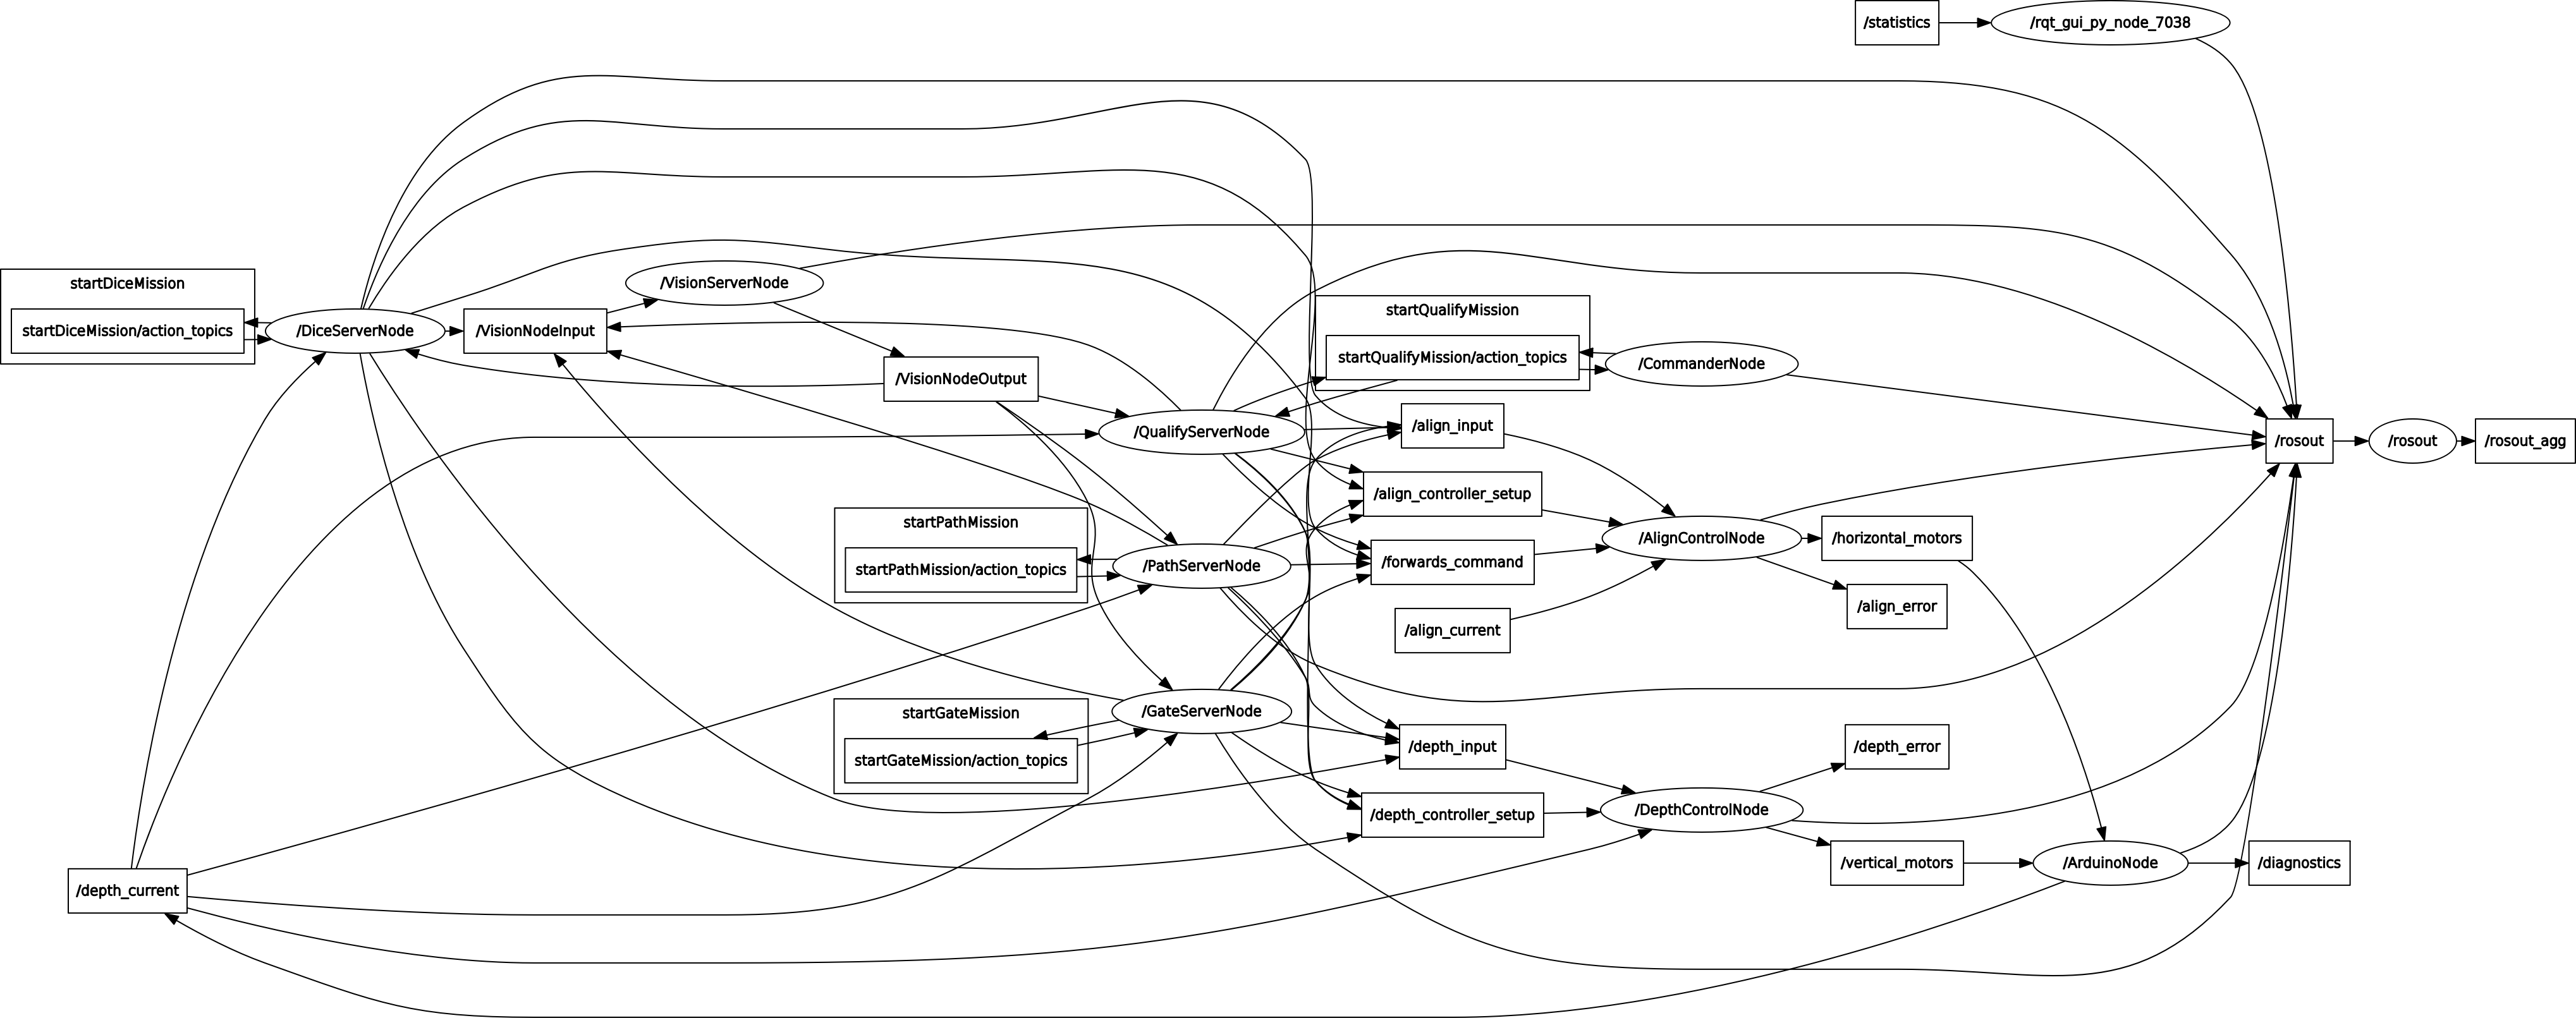 /statistics
/rqt_gui_py_node_7038
startDiceMission
startDiceMission/action_topics
/DiceServerNode
/VisionNodeInput
/VisionServerNode
/VisionNodeOutput
startQualifyMission
startQualifyMission/action_topics
/CommanderNode
/QualifyServerNode
/align_input
/rosout
/rosout
/rosout_agg
/align_controller_setup
startPathMission
startPathMission/action_topics
/PathServerNode
/forwards_command
/AlignControlNode
/horizontal_motors
/align_current
/align_error
startGateMission
startGateMission/action_topics
/GateServerNode
/depth_input
/depth_error
/depth_controller_setup
/DepthControlNode
/vertical_motors
/ArduinoNode
/diagnostics
/depth_current